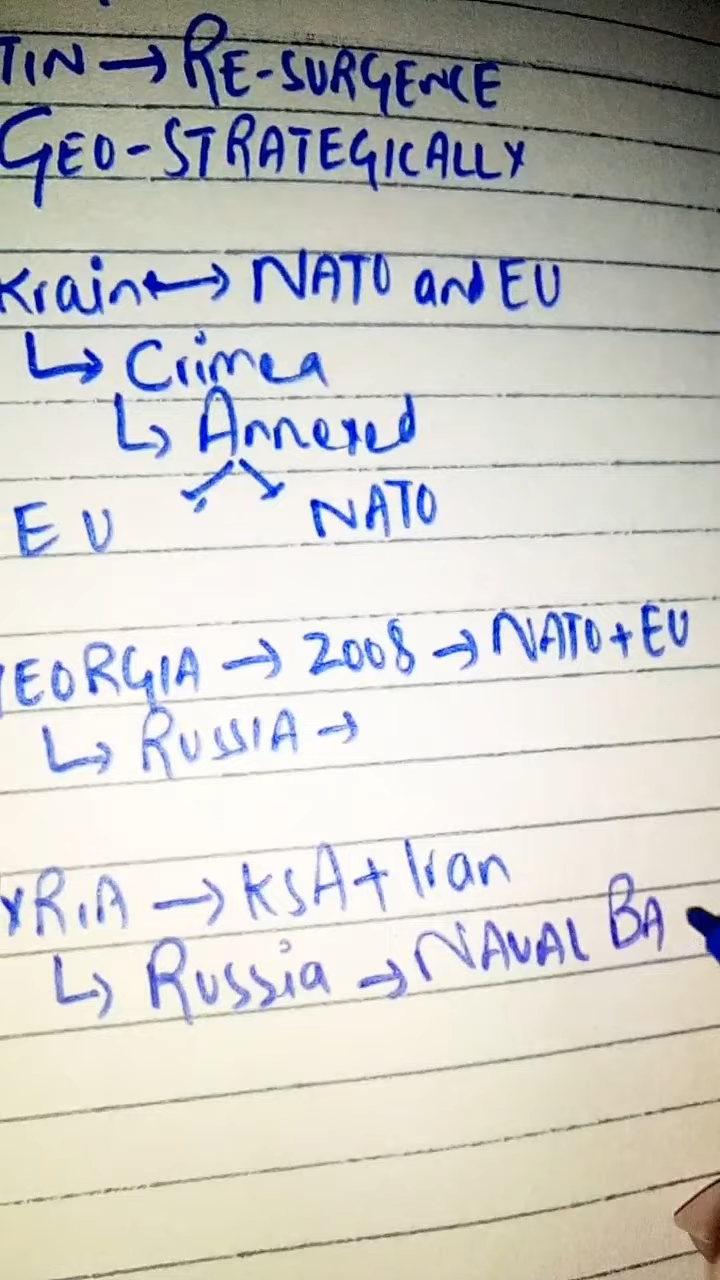 TIN → RE-SURGENCE
GEO-STRATEGICALLY
Krain ↔ NATO and EU
↳ Crimea
↳ Annexed
EU NATO
EORGIA → 2008 → NATO + EU
↳ RUSSIA →
YRIA → KSA + Iran
↳ Russia → NAVAL BA